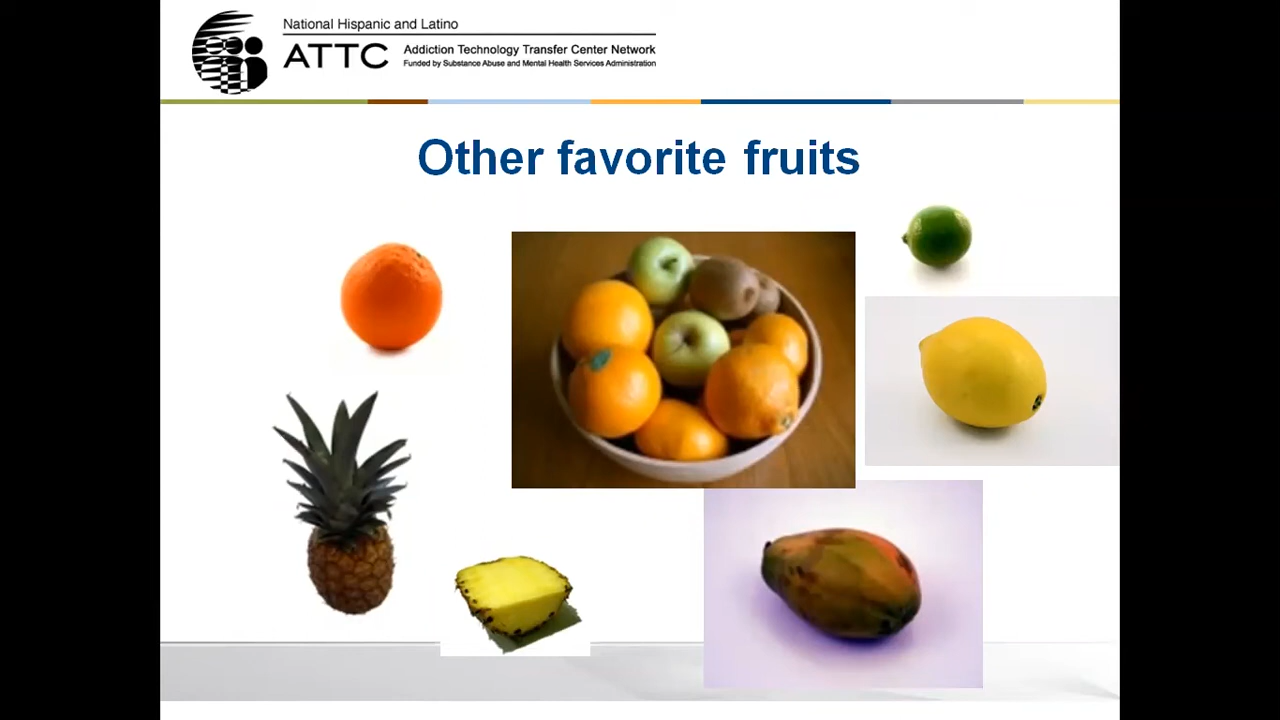 National Hispanic and Latino
ATTC
Addiction Technology Transfer Center Network
Funded by Substance Abuse and Mental Health Services Administration
Other favorite fruits